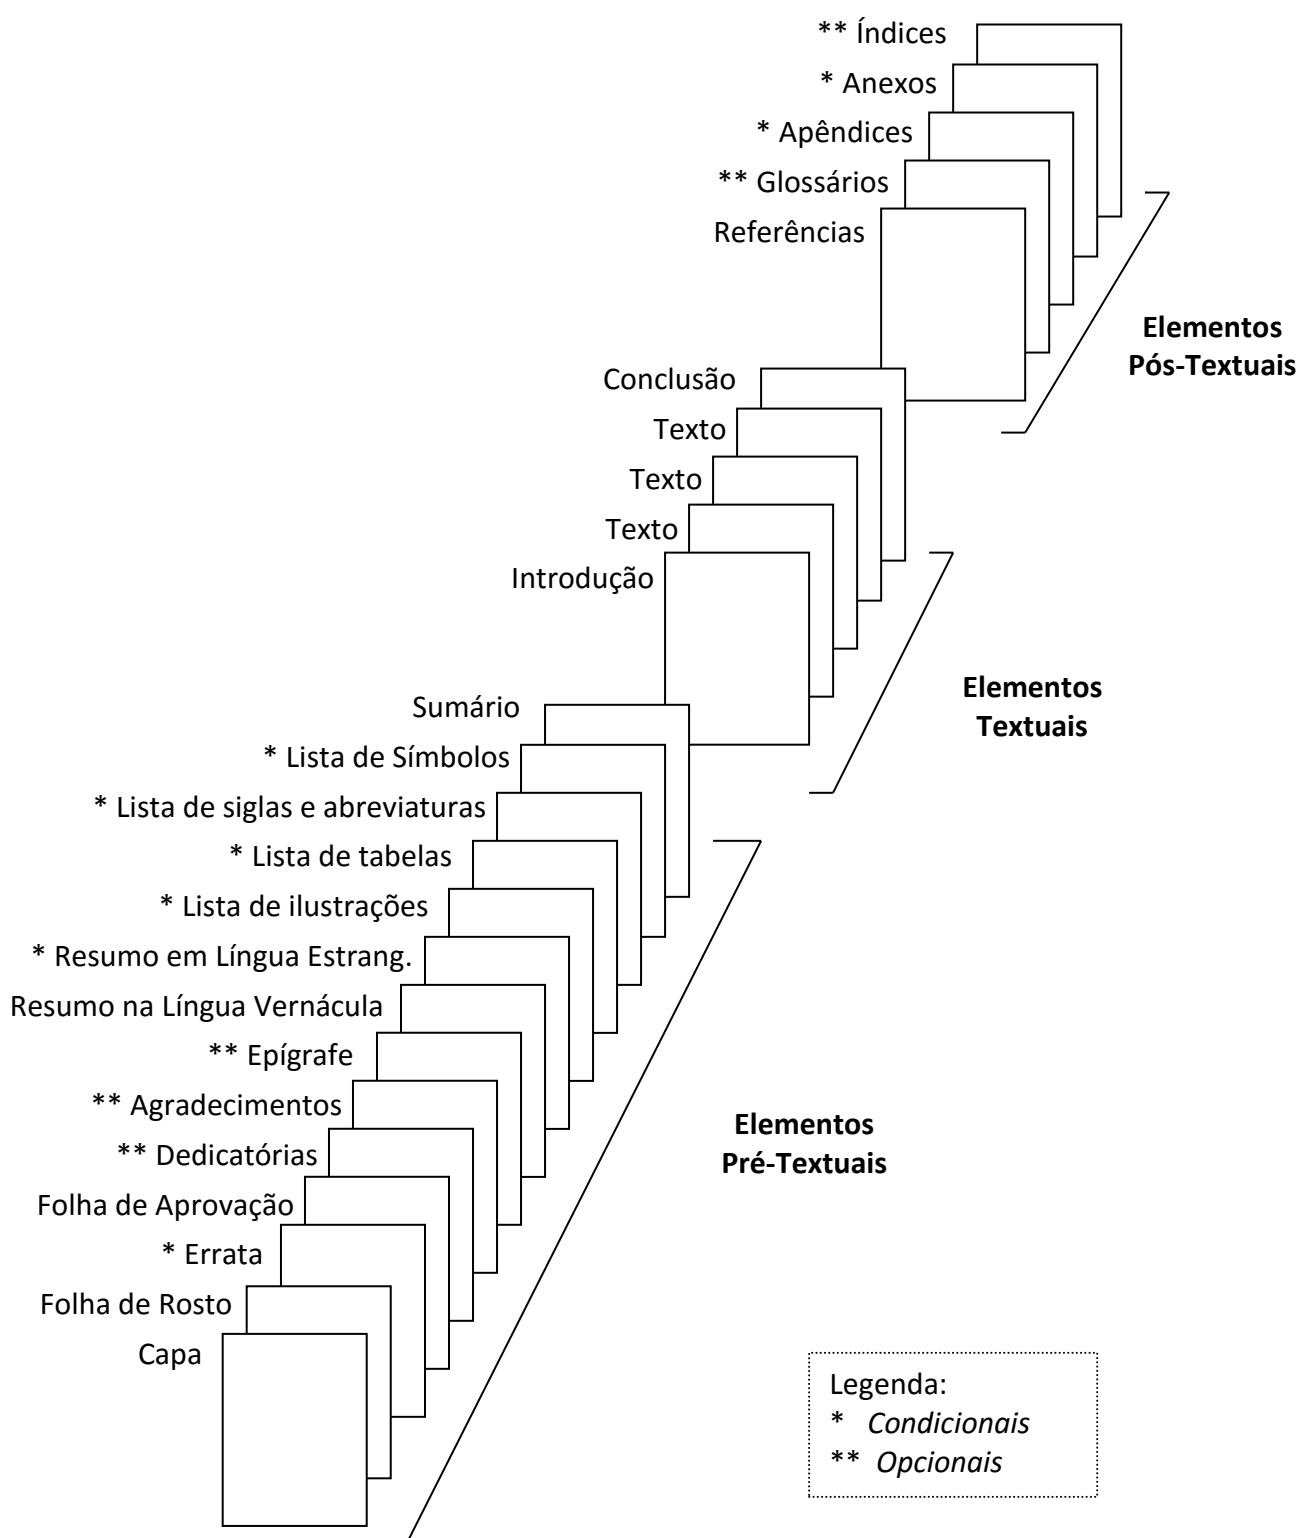 ** Índices
* Anexos
* Apêndices
** Glossários
Referências
Elementos
Pós-Textuais
Conclusão
Texto
Texto
Texto
Introdução
Elementos
Textuais
Sumário
* Lista de Símbolos
* Lista de siglas e abreviaturas
* Lista de tabelas
* Lista de ilustrações
* Resumo em Língua Estrang.
Resumo na Língua Vernácula
** Epígrafe
** Agradecimentos
** Dedicatórias
Folha de Aprovação
* Errata
Folha de Rosto
Capa
Elementos
Pré-Textuais
Legenda:
* Condicionais
** Opcionais